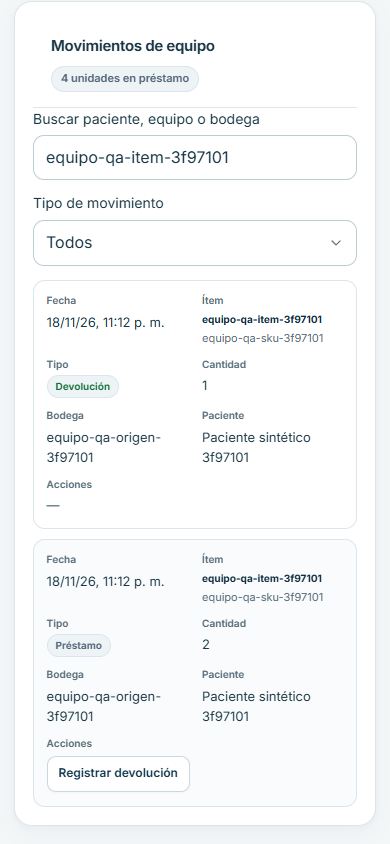 Movimientos de equipo
4 unidades en préstamo
Buscar paciente, equipo o bodega
equipo-qa-item-3f97101
Tipo de movimiento
Todos
Fecha
Ítem
18/11/26, 11:12 p. m.
equipo-qa-item-3f97101
equipo-qa-sku-3f97101
Tipo
Cantidad
Devolución
1
Bodega
Paciente
equipo-qa-origen-
3f97101
Paciente sintético
3f97101
Acciones
—
Fecha
Ítem
18/11/26, 11:12 p. m.
equipo-qa-item-3f97101
equipo-qa-sku-3f97101
Tipo
Cantidad
Préstamo
2
Bodega
Paciente
equipo-qa-origen-
3f97101
Paciente sintético
3f97101
Acciones
Registrar devolución